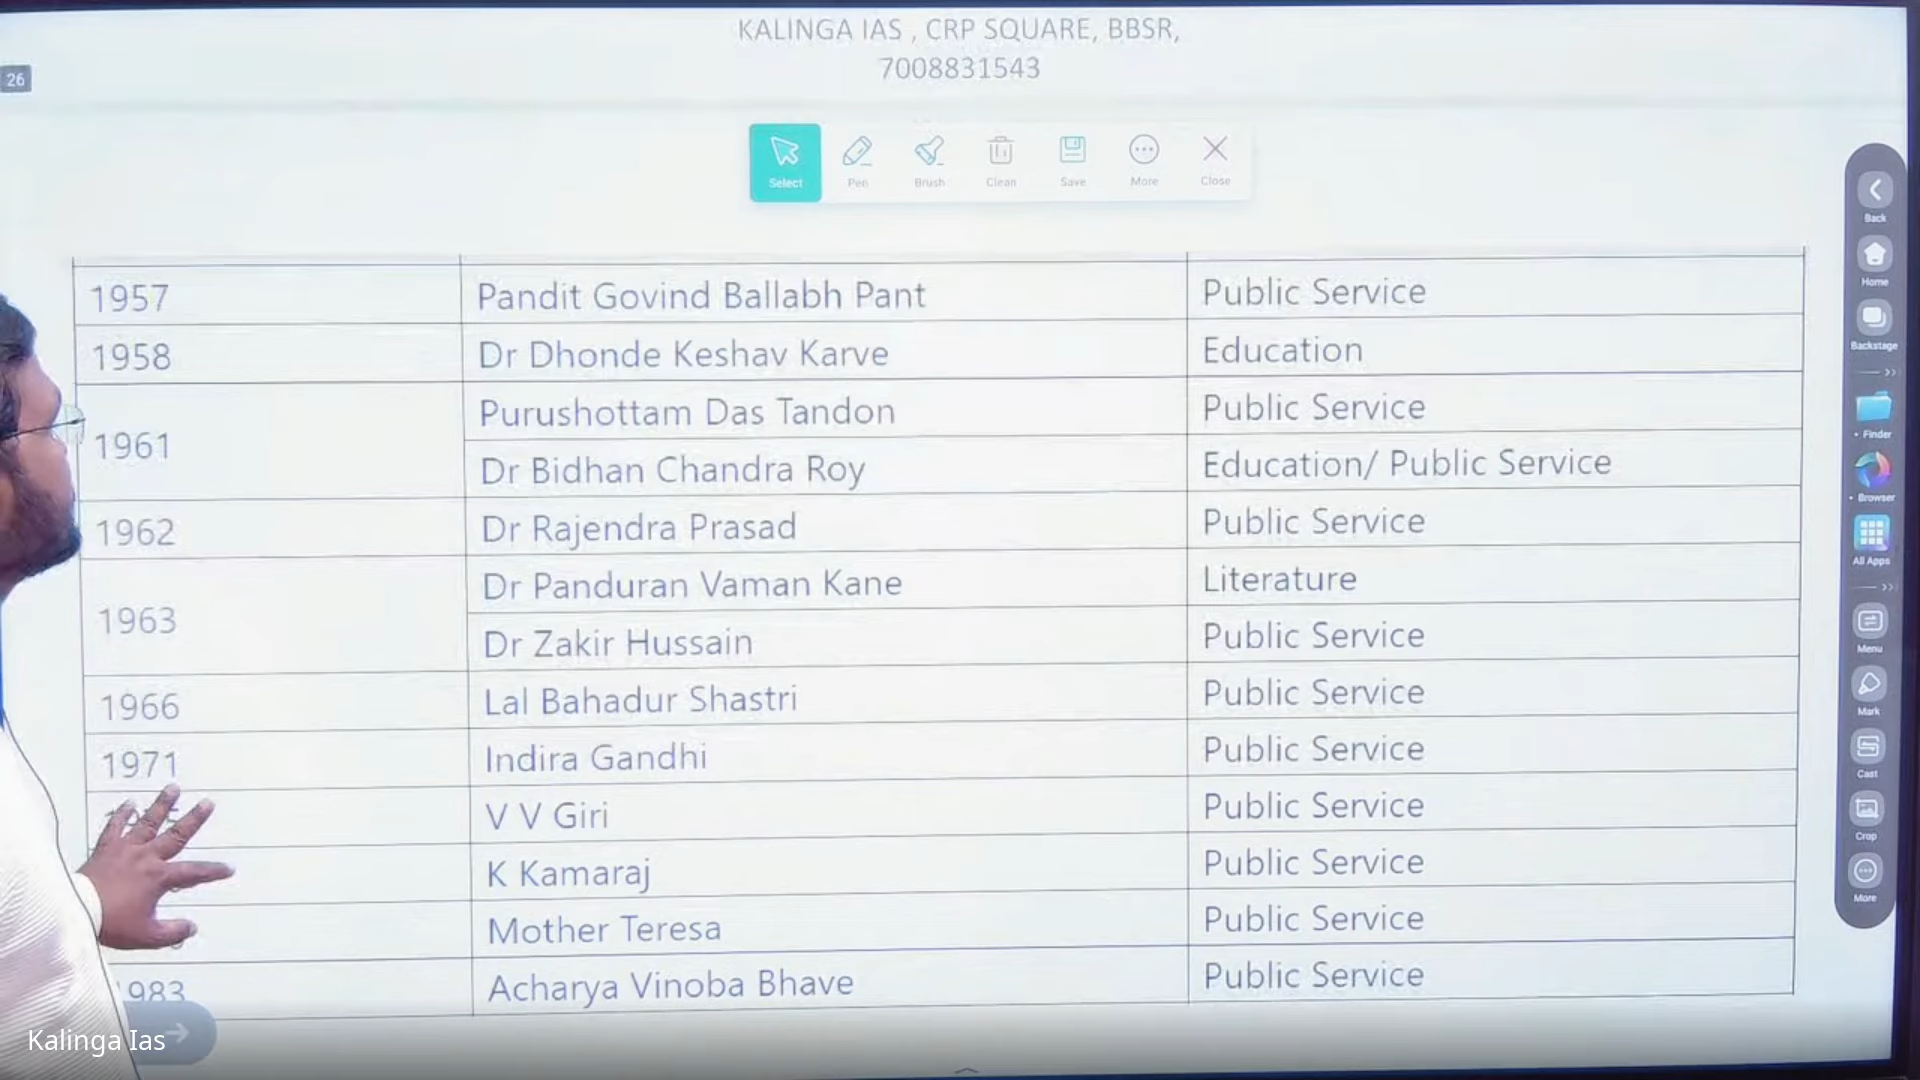 KALINGA IAS , CRP SQUARE, BBSR,
7008831543
26
Select Pen Brush Clean Save More Close
1957 Pandit Govind Ballabh Pant Public Service
1958 Dr Dhonde Keshav Karve Education
1961 Purushottam Das Tandon Public Service
Dr Bidhan Chandra Roy Education/ Public Service
1962 Dr Rajendra Prasad Public Service
1963 Dr Panduran Vaman Kane Literature
Dr Zakir Hussain Public Service
1966 Lal Bahadur Shastri Public Service
1971 Indira Gandhi Public Service
V V Giri Public Service
K Kamaraj Public Service
Mother Teresa Public Service
1983 Acharya Vinoba Bhave Public Service
Back
Home
Backstage
Finder
Browser
All Apps
Menu
Mark
Cast
Crop
More
Kalinga Ias